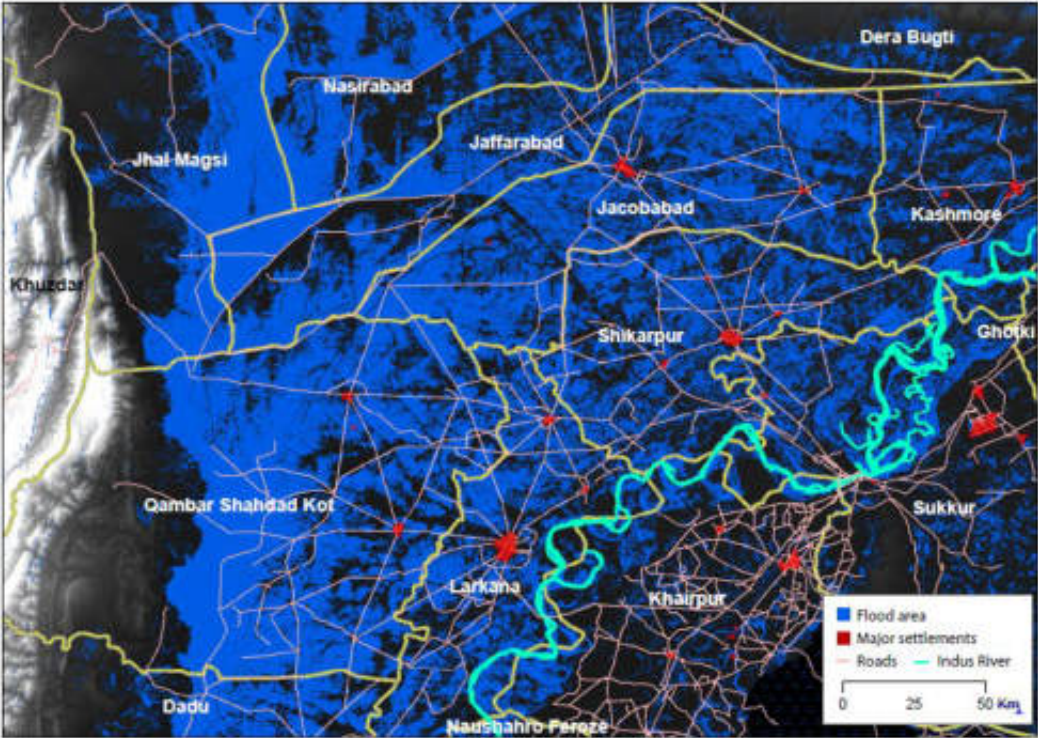 Dera Bugti
Nasirabad
Jaffarabad
Jhal Magsi
Jacobabad
Kashmore
Khuzdar
Shikarpur
Ghotki
Qambar Shahdad Kot
Sukkur
Larkana
Khairpur
Dadu
Naushahro Feroze
Flood area
Major settlements
Roads Indus River
0 25 50 Km